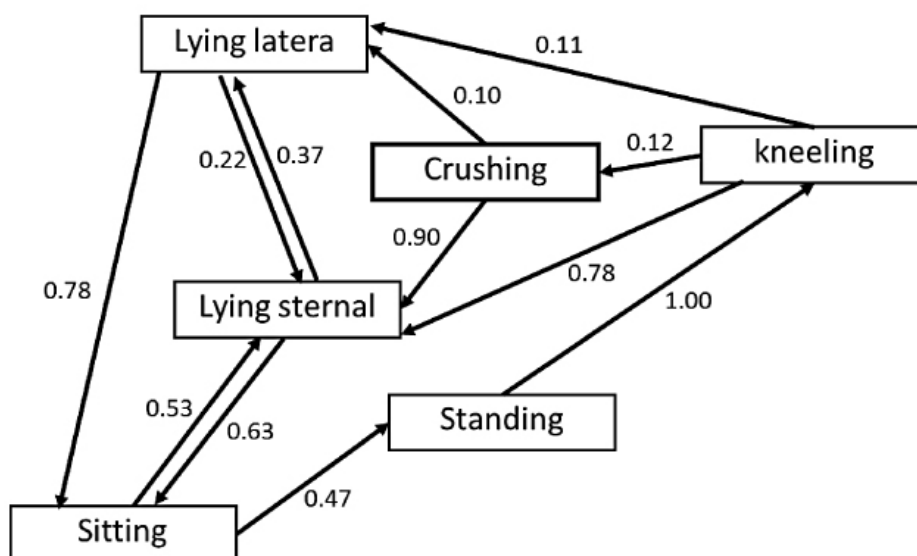 Lying latera
0.11
0.10
0.12
kneeling
0.22
0.37
Crushing
0.90
0.78
0.78
Lying sternal
1.00
0.53
0.63
Standing
0.47
Sitting